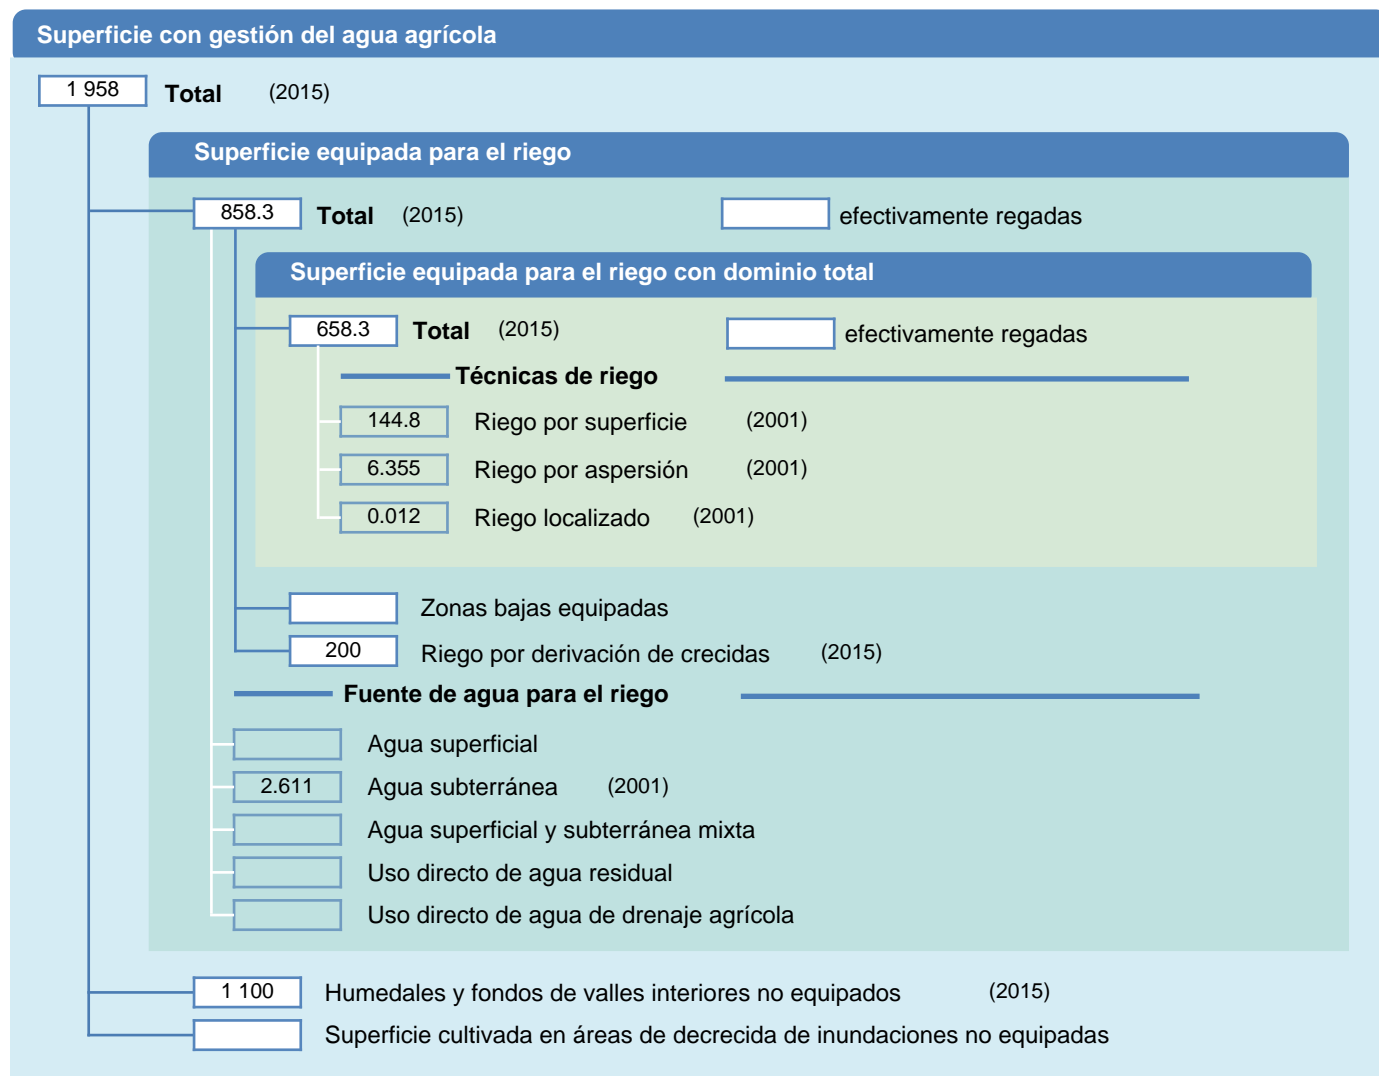 Superficie con gestión del agua agrícola
1 958 Total (2015)
Superficie equipada para el riego
858.3 Total (2015) efectivamente regadas
Superficie equipada para el riego con dominio total
658.3 Total (2015) efectivamente regadas
Técnicas de riego
144.8 Riego por superficie (2001)
6.355 Riego por aspersión (2001)
0.012 Riego localizado (2001)
Zonas bajas equipadas
200 Riego por derivación de crecidas (2015)
Fuente de agua para el riego
Agua superficial
2.611 Agua subterránea (2001)
Agua superficial y subterránea mixta
Uso directo de agua residual
Uso directo de agua de drenaje agrícola
1 100 Humedales y fondos de valles interiores no equipados (2015)
Superficie cultivada en áreas de decrecida de inundaciones no equipadas